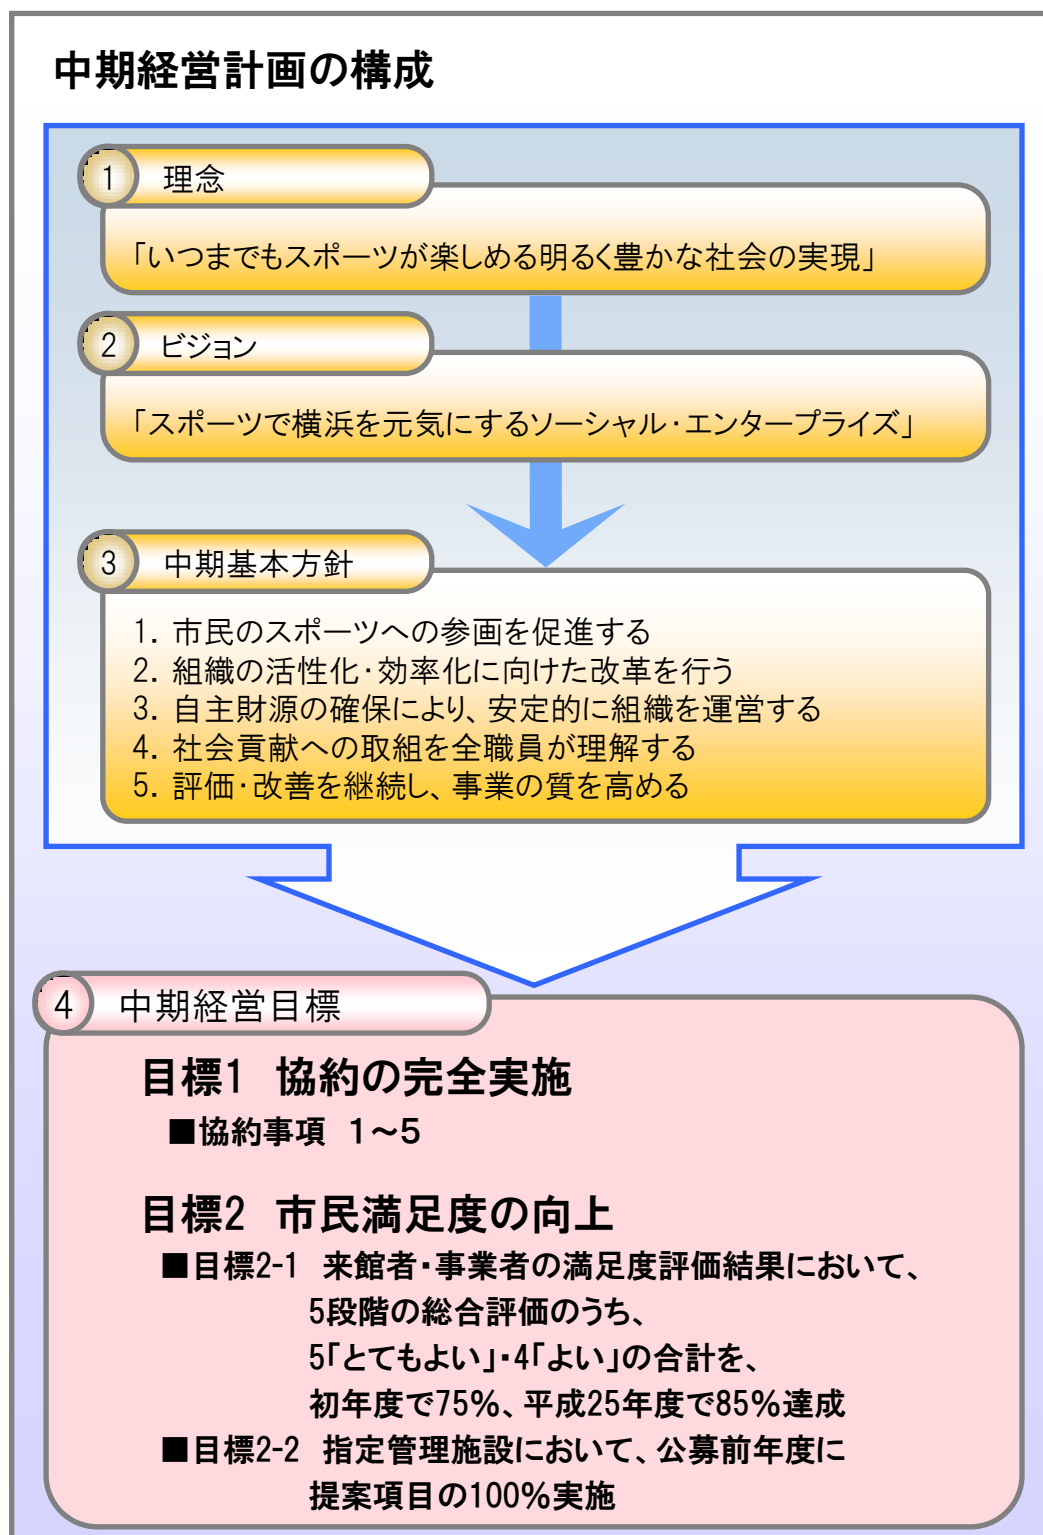 中期経営計画の構成
1 理念
「いつまでもスポーツが楽しめる明るく豊かな社会の実現」
2 ビジョン
「スポーツで横浜を元気にするソーシャル・エンタープライズ」
3 中期基本方針
1. 市民のスポーツへの参画を促進する
2. 組織の活性化・効率化に向けた改革を行う
3. 自主財源の確保により、安定的に組織を運営する
4. 社会貢献への取組を全職員が理解する
5. 評価・改善を継続し、事業の質を高める
4 中期経営目標
目標1 協約の完全実施
■協約事項 1～5
目標2 市民満足度の向上
■目標2-1 来館者・事業者の満足度評価結果において、
5段階の総合評価のうち、
5「とてもよい」・4「よい」の合計を、
初年度で75%、平成25年度で85%達成
■目標2-2 指定管理施設において、公募前年度に
提案項目の100%実施